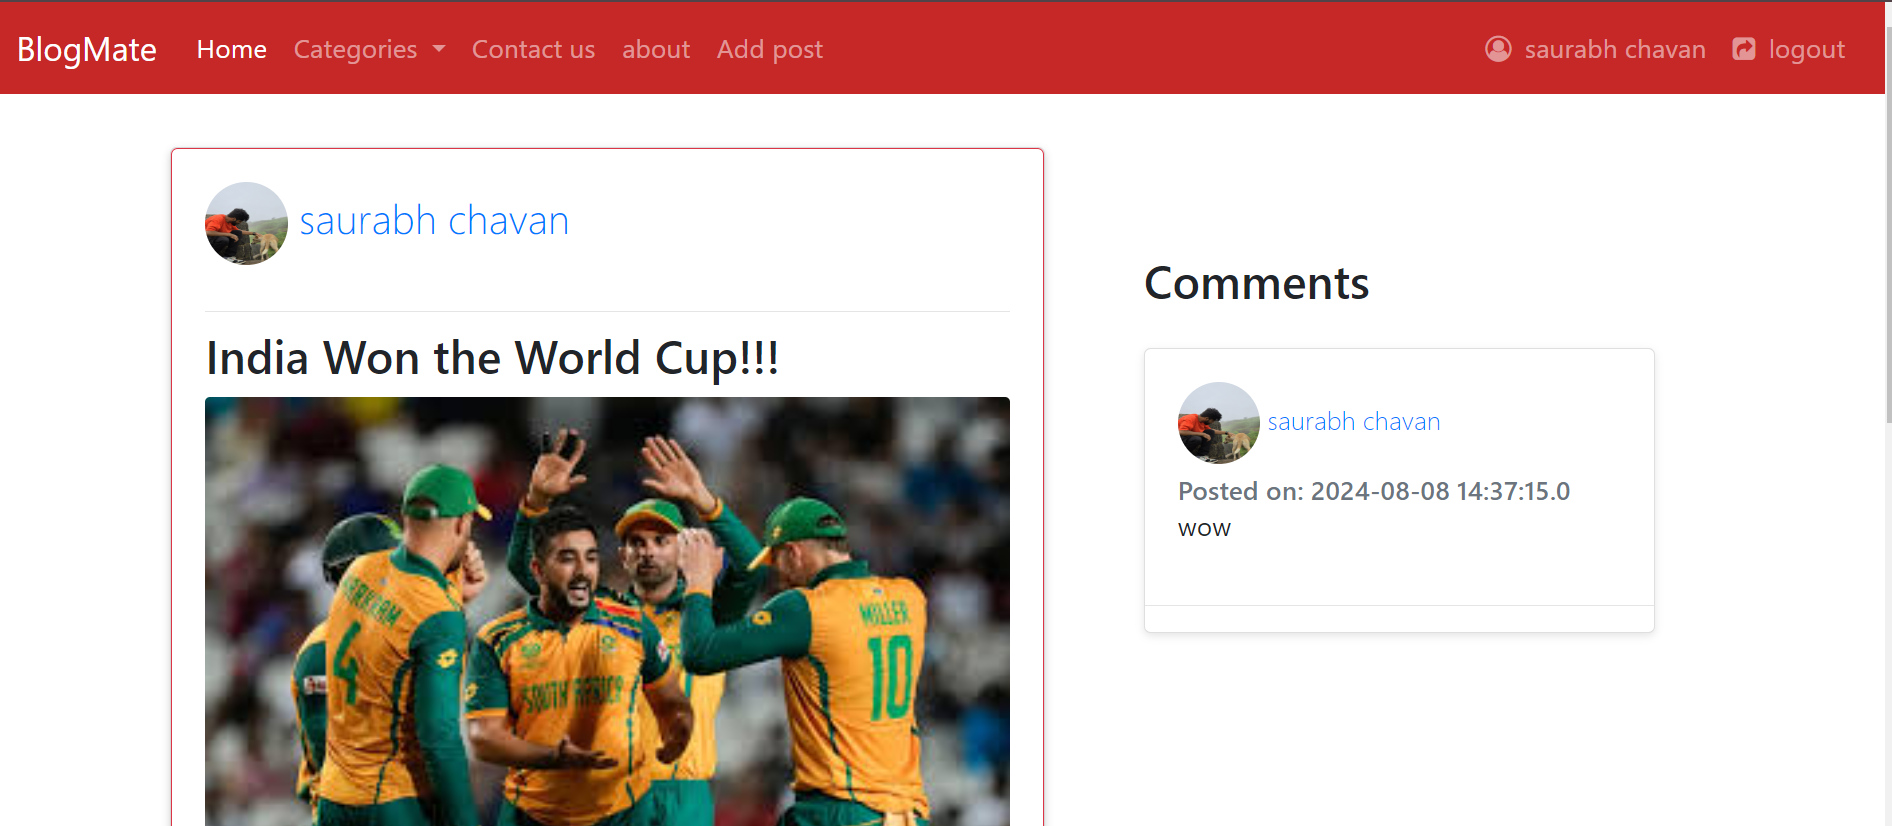 BlogMate Home Categories Contact us about Add post saurabh chavan logout
saurabh chavan
India Won the World Cup!!!
MARKRAM
4
SOUTH AFRICA
MILLER
10
Comments
saurabh chavan
Posted on: 2024-08-08 14:37:15.0
wow